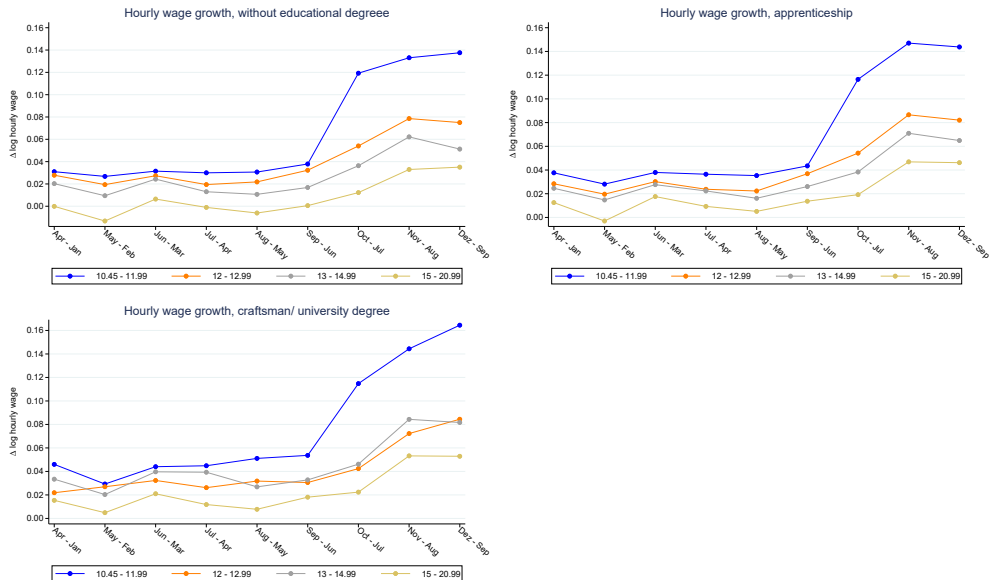 Hourly wage growth, without educational degreee
Δ log hourly wage
0.16
0.14
0.12
0.10
0.08
0.06
0.04
0.02
0.00
Apr - Jan
May - Feb
Jun - Mar
Jul - Apr
Aug - May
Sep - Jun
Oct - Jul
Nov - Aug
Dez - Sep
10.45 - 11.99 12 - 12.99 13 - 14.99 15 - 20.99
Hourly wage growth, apprenticeship
Δ log hourly wage
0.16
0.14
0.12
0.10
0.08
0.06
0.04
0.02
0.00
Apr - Jan
May - Feb
Jun - Mar
Jul - Apr
Aug - May
Sep - Jun
Oct - Jul
Nov - Aug
Dez - Sep
10.45 - 11.99 12 - 12.99 13 - 14.99 15 - 20.99
Hourly wage growth, craftsman/ university degree
Δ log hourly wage
0.16
0.14
0.12
0.10
0.08
0.06
0.04
0.02
0.00
Apr - Jan
May - Feb
Jun - Mar
Jul - Apr
Aug - May
Sep - Jun
Oct - Jul
Nov - Aug
Dez - Sep
10.45 - 11.99 12 - 12.99 13 - 14.99 15 - 20.99